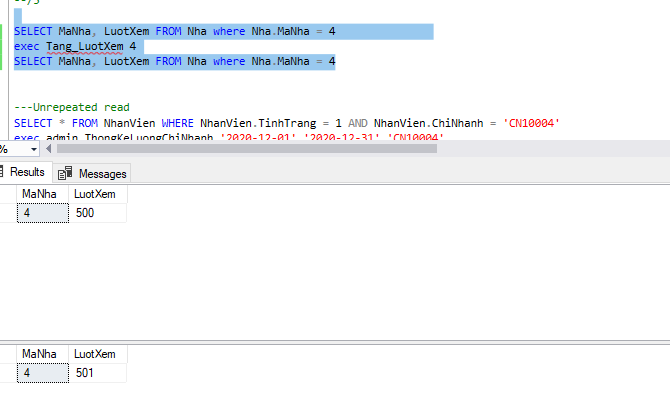 --/3
SELECT MaNha, LuotXem FROM Nha where Nha.MaNha = 4
exec Tang_LuotXem 4
SELECT MaNha, LuotXem FROM Nha where Nha.MaNha = 4
---Unrepeated read
SELECT * FROM NhanVien WHERE NhanVien.TinhTrang = 1 AND NhanVien.ChiNhanh = 'CN10004'
exec admin_ThongKeLuongChiNhanh '2020-12-01' '2020-12-31' 'CN10004'
%
Results Messages
MaNha LuotXem
4 500
MaNha LuotXem
4 501